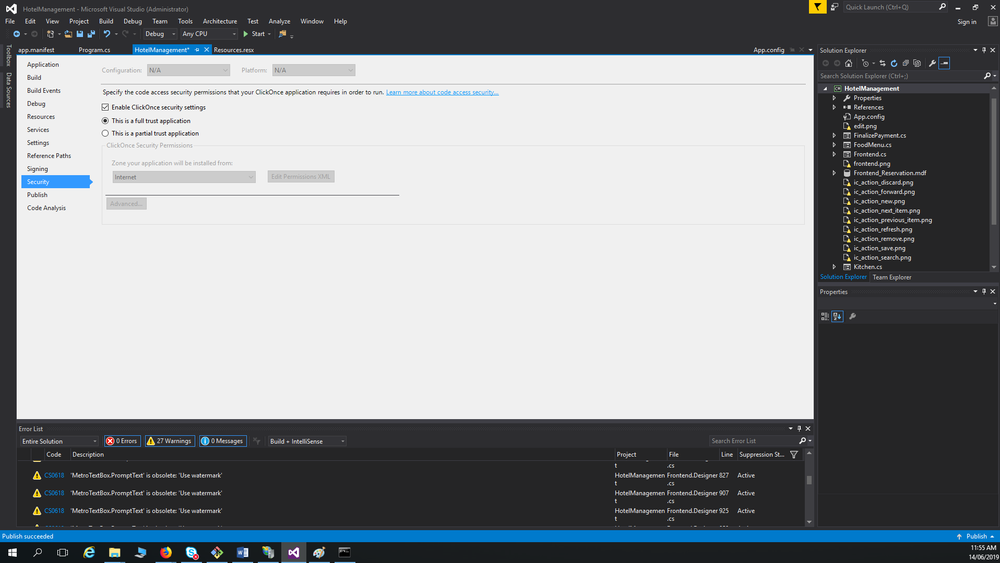 HotelManagement - Microsoft Visual Studio (Administrator)
Quick Launch (Ctrl+Q)
File Edit View Project Build Debug Team Tools Architecture Test Analyze Window Help
Sign in
Debug Any CPU Start
Toolbox
Data Sources
app.manifest Program.cs HotelManagement* Resources.resx App.config
Application
Build
Build Events
Debug
Resources
Services
Settings
Reference Paths
Signing
Security
Publish
Code Analysis
Configuration: N/A Platform: N/A
Specify the code access security permissions that your ClickOnce application requires in order to run. Learn more about code access security...
Enable ClickOnce security settings
This is a full trust application
This is a partial trust application
ClickOnce Security Permissions
Zone your application will be installed from:
Internet Edit Permissions XML
Advanced...
Solution Explorer
Search Solution Explorer (Ctrl+;)
HotelManagement
Properties
References
App.config
edit.png
FinalizePayment.cs
FoodMenu.cs
Frontend.cs
frontend.png
Frontend_Reservation.mdf
ic_action_discard.png
ic_action_forward.png
ic_action_new.png
ic_action_next_item.png
ic_action_previous_item.png
ic_action_refresh.png
ic_action_remove.png
ic_action_save.png
ic_action_search.png
Kitchen.cs
Solution Explorer Team Explorer
Properties
Error List
Entire Solution 0 Errors 27 Warnings 0 Messages Build + IntelliSense Search Error List
Code Description Project File Line Suppression St...
t .cs
CS0618 'MetroTextBox.PromptText' is obsolete: 'Use watermark' HotelManagemen Frontend.Designer 827 Active
t .cs
CS0618 'MetroTextBox.PromptText' is obsolete: 'Use watermark' HotelManagemen Frontend.Designer 907 Active
t .cs
CS0618 'MetroTextBox.PromptText' is obsolete: 'Use watermark' HotelManagemen Frontend.Designer 925 Active
t .cs
Publish succeeded
Publish
11:55 AM
14/06/2019